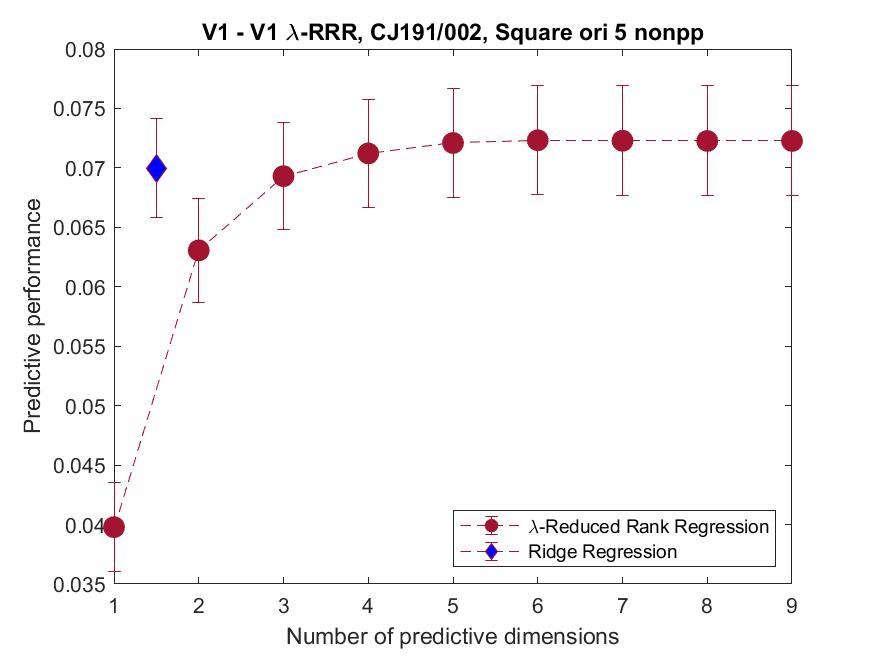 V1 - V1 λ-RRR, CJ191/002, Square ori 5 nonpp
0.08
0.075
0.07
0.065
0.06
0.055
0.05
0.045
0.04
0.035
Predictive performance
λ-Reduced Rank Regression
Ridge Regression
1 2 3 4 5 6 7 8 9
Number of predictive dimensions